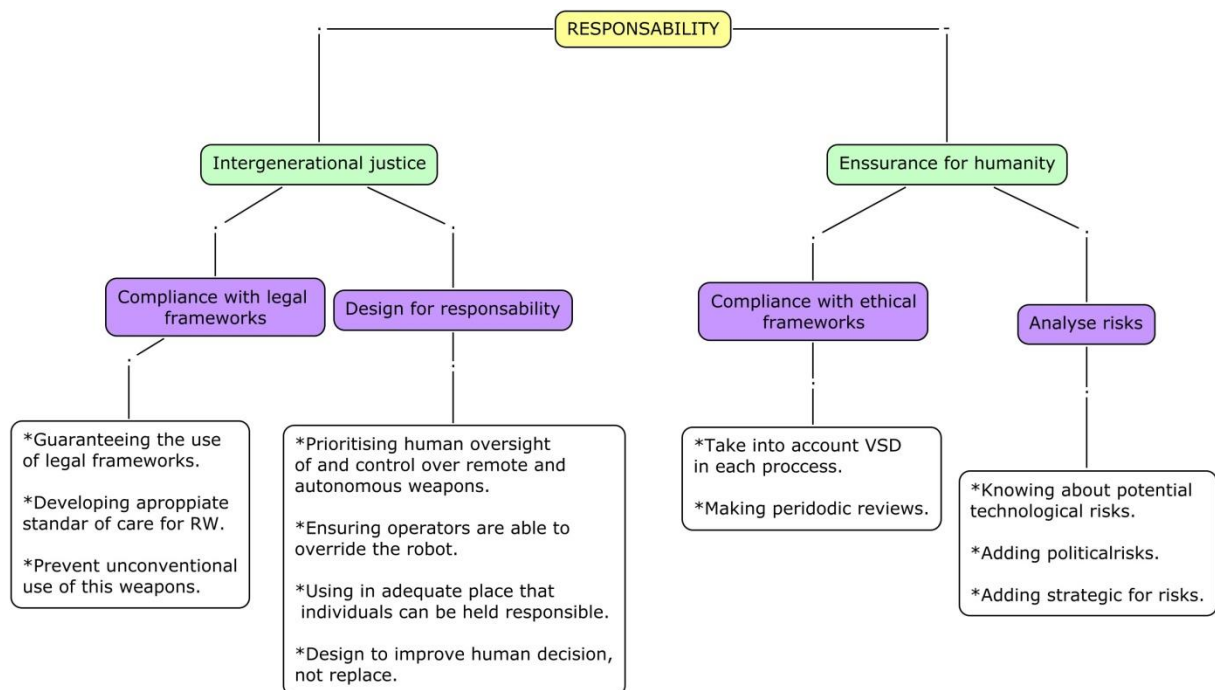 RESPONSABILITY
Intergenerational justice
Enssurance for humanity
Compliance with legal
frameworks
Design for responsability
Compliance with ethical
frameworks
Analyse risks
*Guaranteeing the use
of legal frameworks.
*Developing aproppiate
standar of care for RW.
*Prevent unconventional
use of this weapons.
*Prioritising human oversight
of and control over remote and
autonomous weapons.
*Ensuring operators are able to
override the robot.
*Using in adequate place that
individuals can be held responsible.
*Design to improve human decision,
not replace.
*Take into account VSD
in each proccess.
*Making peridodic reviews.
*Knowing about potential
technological risks.
*Adding politicalrisks.
*Adding strategic for risks.